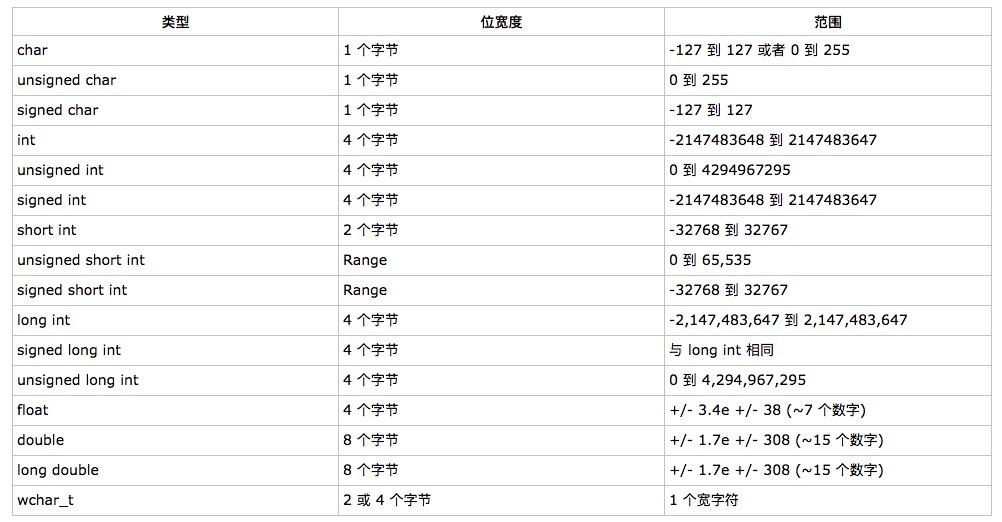 类型 位宽度 范围
char 1 个字节 -127 到 127 或者 0 到 255
unsigned char 1 个字节 0 到 255
signed char 1 个字节 -127 到 127
int 4 个字节 -2147483648 到 2147483647
unsigned int 4 个字节 0 到 4294967295
signed int 4 个字节 -2147483648 到 2147483647
short int 2 个字节 -32768 到 32767
unsigned short int Range 0 到 65,535
signed short int Range -32768 到 32767
long int 4 个字节 -2,147,483,647 到 2,147,483,647
signed long int 4 个字节 与 long int 相同
unsigned long int 4 个字节 0 到 4,294,967,295
float 4 个字节 +/- 3.4e +/- 38 (~7 个数字)
double 8 个字节 +/- 1.7e +/- 308 (~15 个数字)
long double 8 个字节 +/- 1.7e +/- 308 (~15 个数字)
wchar_t 2 或 4 个字节 1 个宽字符